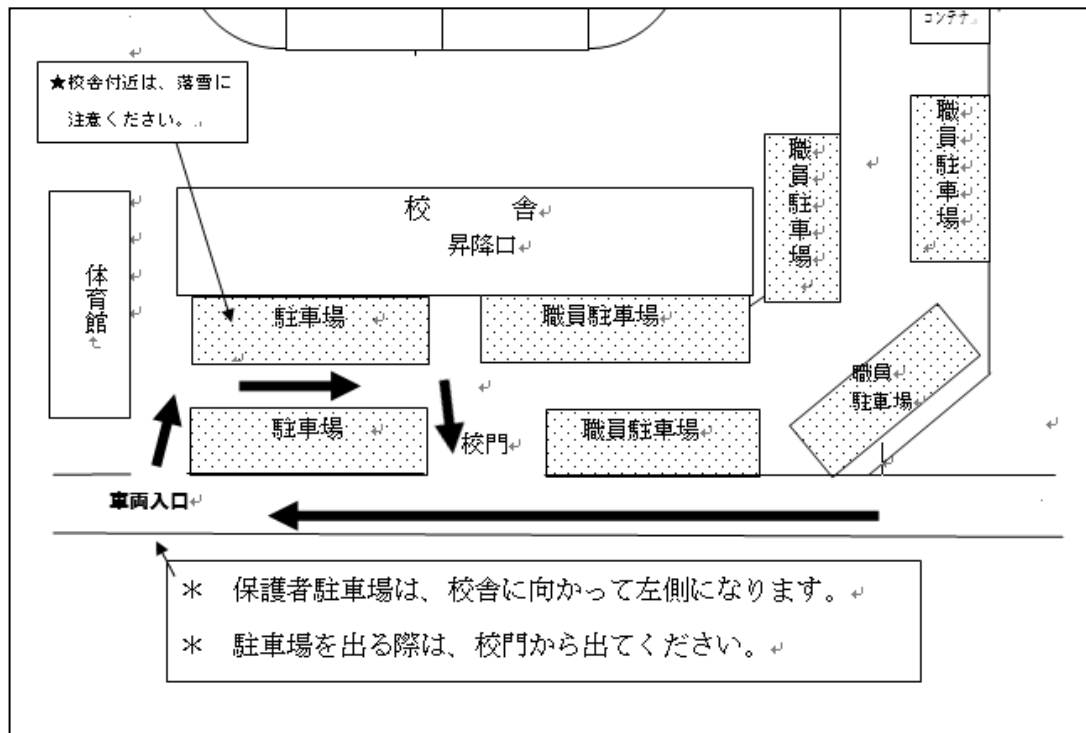 コンテナ
★校舎付近は、落雪に
注意ください。
職員駐車場
職員駐車場
校　　舎
昇降口
体育館
駐車場
職員駐車場
職員
駐車場
駐車場
職員駐車場
校門
車両入口
＊　保護者駐車場は、校舎に向かって左側になります。
＊　駐車場を出る際は、校門から出てください。